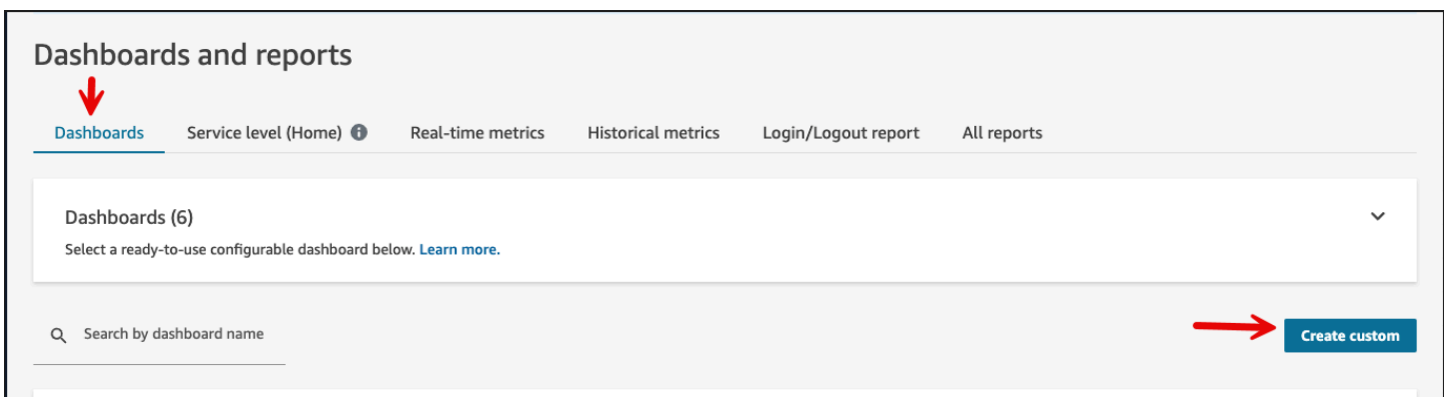 Dashboards and reports
Dashboards Service level (Home) Real-time metrics Historical metrics Login/Logout report All reports
Dashboards (6)
Select a ready-to-use configurable dashboard below. Learn more.
Search by dashboard name
Create custom